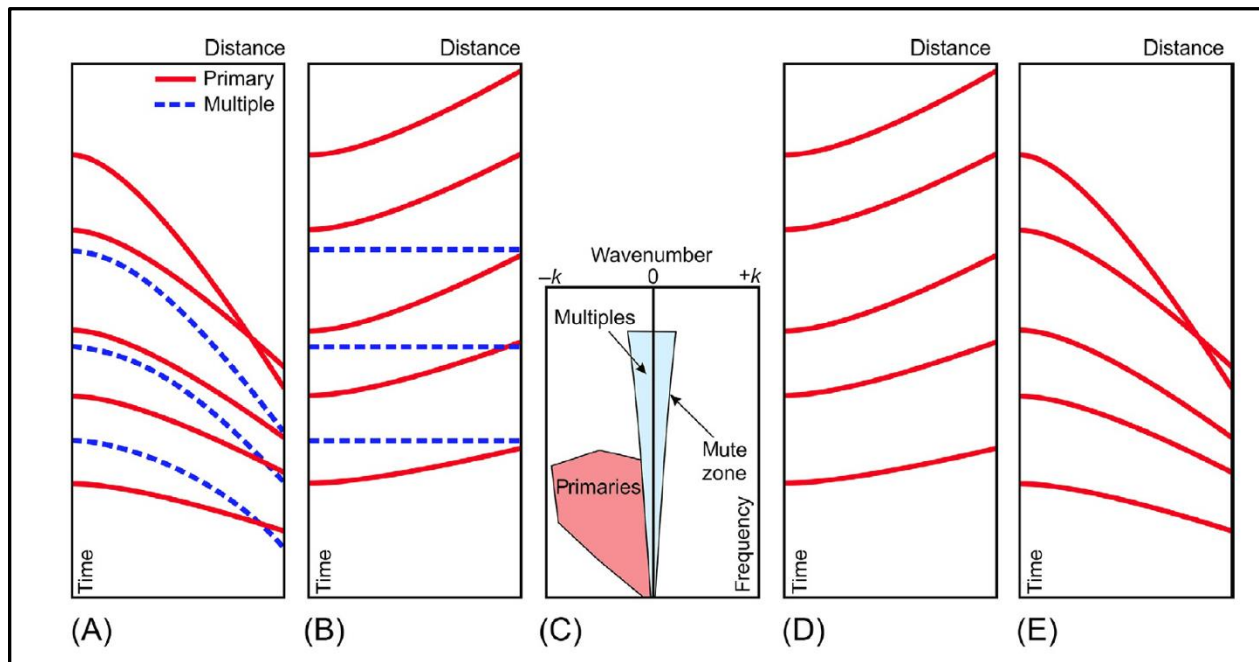 Distance
Primary
Multiple
Time
(A)
Distance
Time
(B)
Wavenumber
–k 0 +k
Multiples
Mute
zone
Primaries
Frequency
(C)
Distance
Time
(D)
Distance
Time
(E)